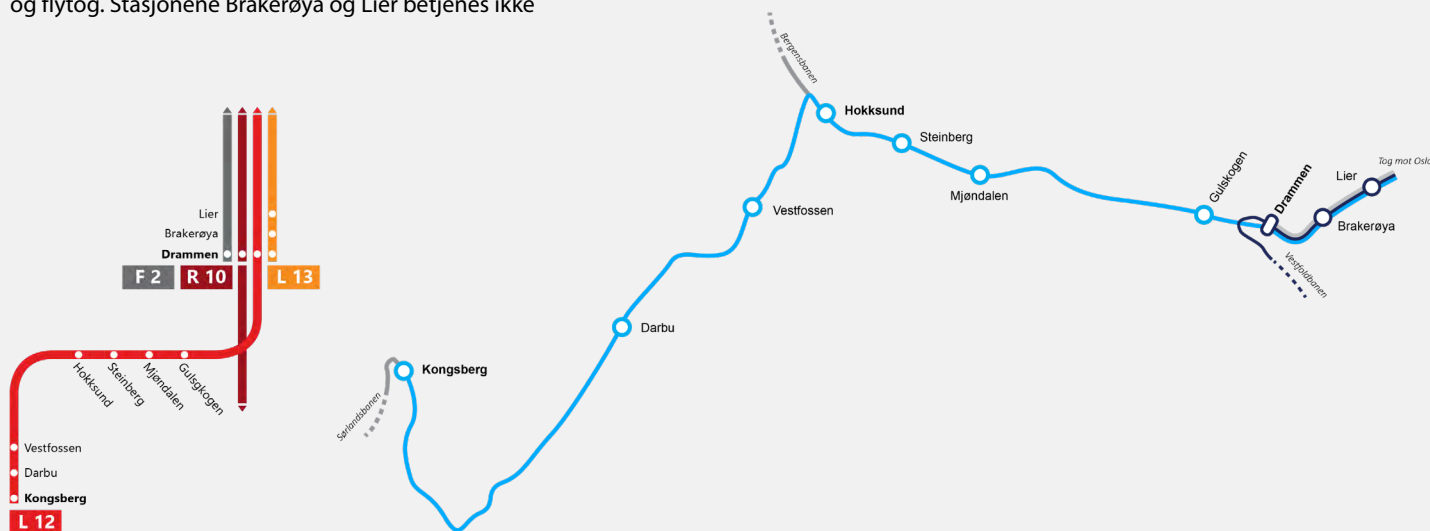 og flytog. Stasjonene Brakerøya og Lier betjenes ikke
Lier
Brakerøya
Drammen
F 2
R 10
L 13
Hokksund
Steinberg
Mjøndalen
Gulsgkogen
Vestfossen
Darbu
Kongsberg
L 12
Bergensbanen
Hokksund
Steinberg
Mjøndalen
Gulskogen
Drammen
Lier
Tog mot Oslo
Brakerøya
Vestfoldbanen
Vestfossen
Darbu
Kongsberg
Sørlandsbanen